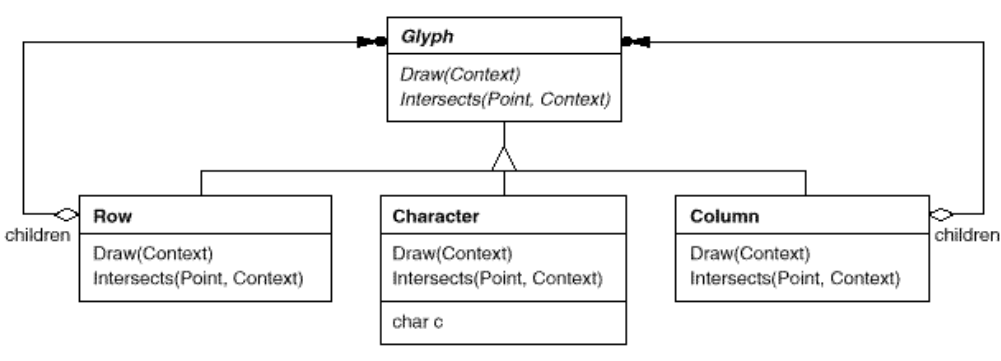 Glyph
Draw(Context)
Intersects(Point, Context)
children
Row
Draw(Context)
Intersects(Point, Context)
Character
Draw(Context)
Intersects(Point, Context)
char c
Column
Draw(Context)
Intersects(Point, Context)
children